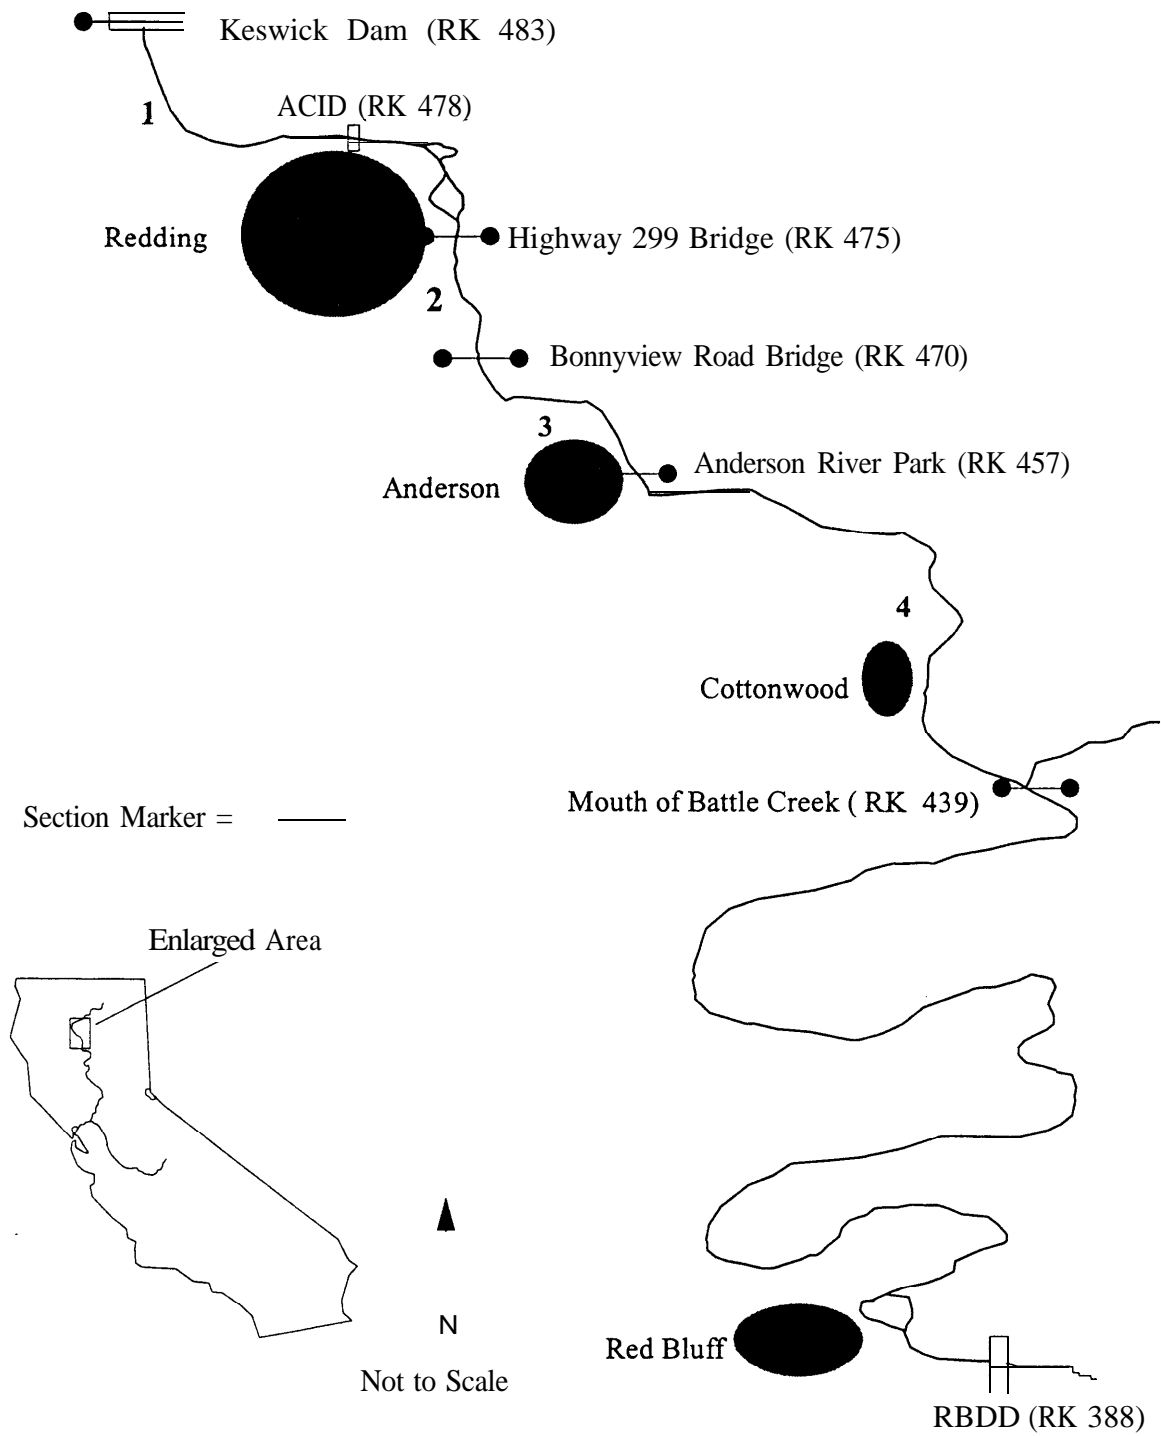 Keswick Dam (RK 483)
1
ACID (RK 478)
Redding
Highway 299 Bridge (RK 475)
2
Bonnyview Road Bridge (RK 470)
3
Anderson River Park (RK 457)
Anderson
4
Cottonwood
Mouth of Battle Creek ( RK 439)
Section Marker =
Enlarged Area
N
Red Bluff
Not to Scale
RBDD (RK 388)